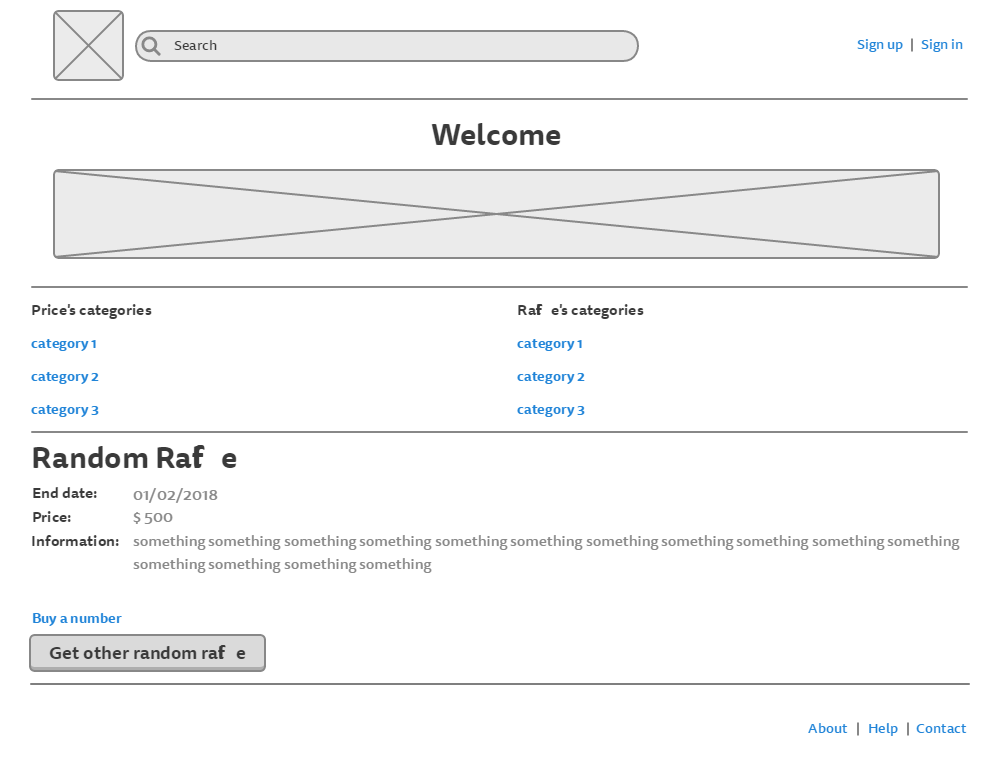 Search
Sign up | Sign in
Welcome
Price's categories
Raf e's categories
category 1
category 1
category 2
category 2
category 3
category 3
Random Raf e
End date: 01/02/2018
Price: $ 500
Information: something something something something something something something something something something something
something something something something
Buy a number
Get other random raf e
About | Help | Contact